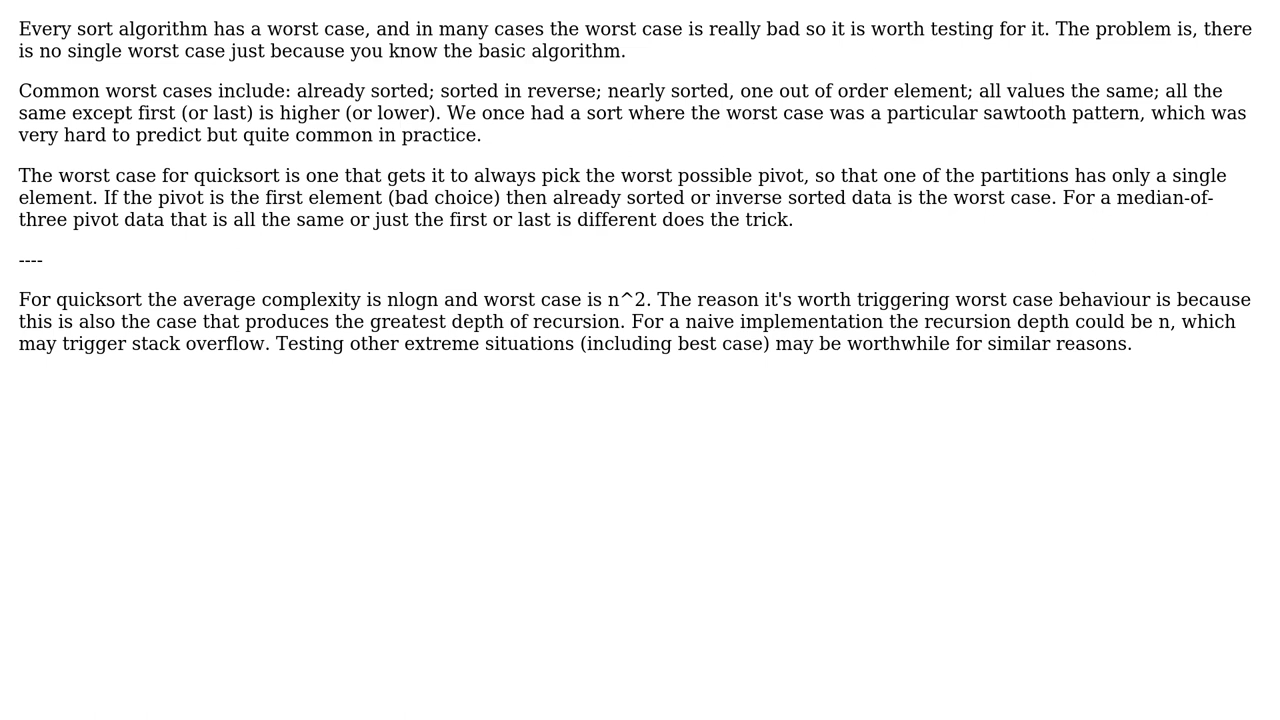 Every sort algorithm has a worst case, and in many cases the worst case is really bad so it is worth testing for it. The problem is, there
is no single worst case just because you know the basic algorithm.
Common worst cases include: already sorted; sorted in reverse; nearly sorted, one out of order element; all values the same; all the
same except first (or last) is higher (or lower). We once had a sort where the worst case was a particular sawtooth pattern, which was
very hard to predict but quite common in practice.
The worst case for quicksort is one that gets it to always pick the worst possible pivot, so that one of the partitions has only a single
element. If the pivot is the first element (bad choice) then already sorted or inverse sorted data is the worst case. For a median-of-
three pivot data that is all the same or just the first or last is different does the trick.
----
For quicksort the average complexity is nlogn and worst case is n^2. The reason it's worth triggering worst case behaviour is because
this is also the case that produces the greatest depth of recursion. For a naive implementation the recursion depth could be n, which
may trigger stack overflow. Testing other extreme situations (including best case) may be worthwhile for similar reasons.